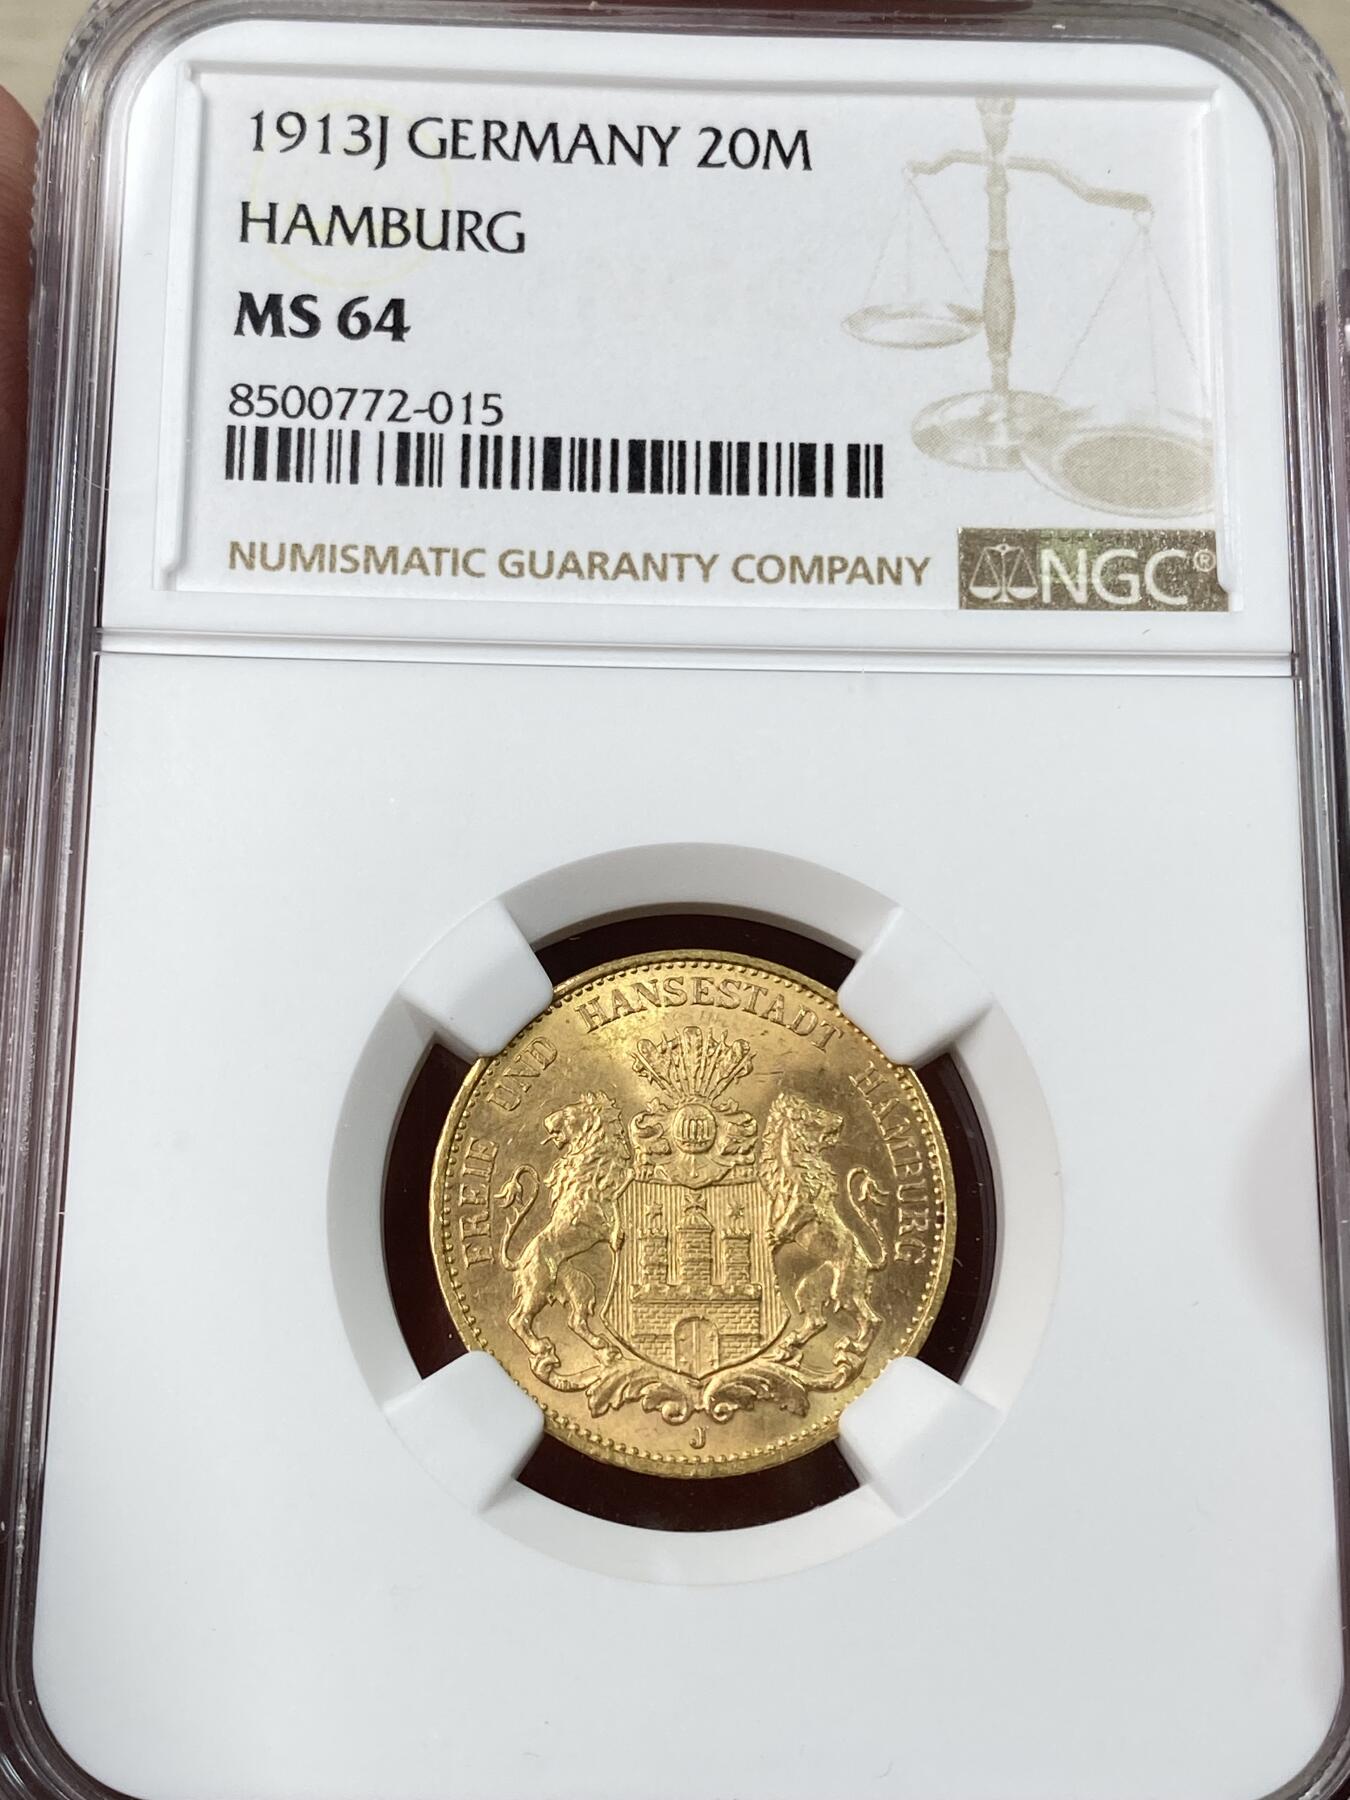 1913J GERMANY 20M
HAMBURG
MS 64
8500772-015
NUMISMATIC GUARANTY COMPANY
NGC®
FREIE UND HANSESTADT HAMBURG
J